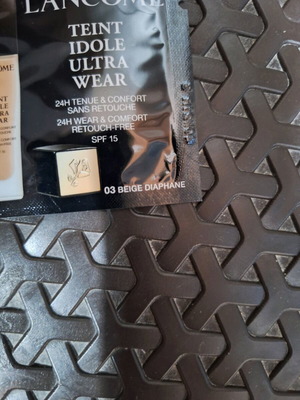 LANCOME
TEINT
IDOLE
ULTRA
WEAR
24H TENUE & CONFORT
SANS RETOUCHE
24H WEAR & COMFORT
RETOUCH-FREE
SPF 15
03 BEIGE DIAPHANE